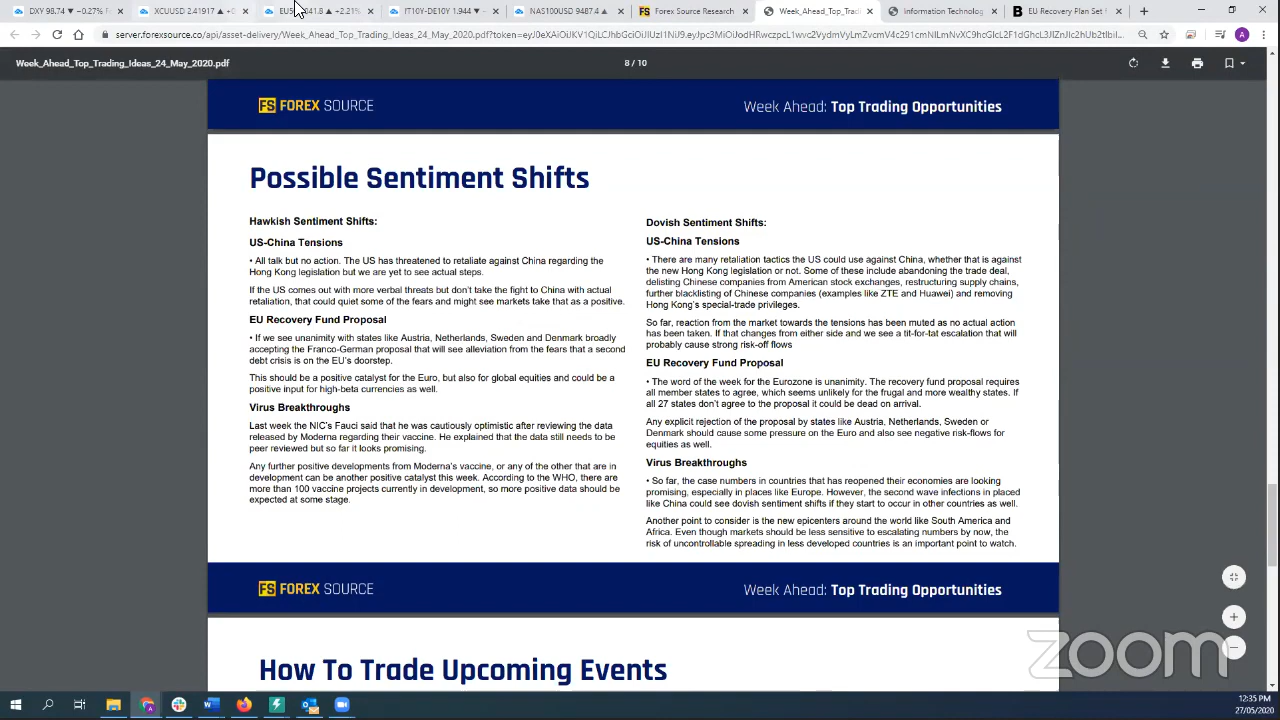 DXY 98.74 ▼ −0.27%
XCUUSD 2.41917 ▲
▲ +2.21%
IT10Y-DE10Y 1.944 ▼
NAS100USD 9487.4 ▲
Forex Source Research
Week_Ahead_Top_Tradi
Information Technolog
EU Recovery Plan Set
Week_Ahead_Top_Trading_Ideas_24_May_2020.pdf
8 / 10
FS FOREX SOURCE
Week Ahead: Top Trading Opportunities
Possible Sentiment Shifts
Hawkish Sentiment Shifts:
US-China Tensions
• All talk but no action. The US has threatened to retaliate against China regarding the
Hong Kong legislation but we are yet to see actual steps.
If the US comes out with more verbal threats but don't take the fight to China with actual
retaliation, that could quiet some of the fears and might see markets take that as a positive.
EU Recovery Fund Proposal
• If we see unanimity with states like Austria, Netherlands, Sweden and Denmark broadly
accepting the Franco-German proposal that will see alleviation from the fears that a second
debt crisis is on the EU's doorstep.
This should be a positive catalyst for the Euro, but also for global equities and could be a
positive input for high-beta currencies as well.
Virus Breakthroughs
Last week the NIC's Fauci said that he was cautiously optimistic after reviewing the data
released by Moderna regarding their vaccine. He explained that the data still needs to be
peer reviewed but so far it looks promising.
Any further positive developments from Moderna's vaccine, or any of the other that are in
development can be another positive catalyst this week. According to the WHO, there are
more than 100 vaccine projects currently in development, so more positive data should be
expected at some stage.
Dovish Sentiment Shifts:
US-China Tensions
• There are many retaliation tactics the US could use against China, whether that is against
the new Hong Kong legislation or not. Some of these include abandoning the trade deal,
delisting Chinese companies from American stock exchanges, restructuring supply chains,
further blacklisting of Chinese companies (examples like ZTE and Huawei) and removing
Hong Kong's special-trade privileges.
So far, reaction from the market towards the tensions has been muted as no actual action
has been taken. If that changes from either side and we see a tit-for-tat escalation that will
probably cause strong risk-off flows
EU Recovery Fund Proposal
• The word of the week for the Eurozone is unanimity. The recovery fund proposal requires
all member states to agree, which seems unlikely for the frugal and more wealthy states. If
all 27 states don't agree to the proposal it could be dead on arrival.
Any explicit rejection of the proposal by states like Austria, Netherlands, Sweden or
Denmark should cause some pressure on the Euro and also see negative risk-flows for
equities as well.
Virus Breakthroughs
• So far, the case numbers in countries that has reopened their economies are looking
promising, especially in places like Europe. However, the second wave infections in placed
like China could see dovish sentiment shifts if they start to occur in other countries as well.
Another point to consider is the new epicenters around the world like South America and
Africa. Even though markets should be less sensitive to escalating numbers by now, the
risk of uncontrollable spreading in less developed countries is an important point to watch.
FS FOREX SOURCE
Week Ahead: Top Trading Opportunities
How To Trade Upcoming Events
zoom
12:35 PM
27/05/2020